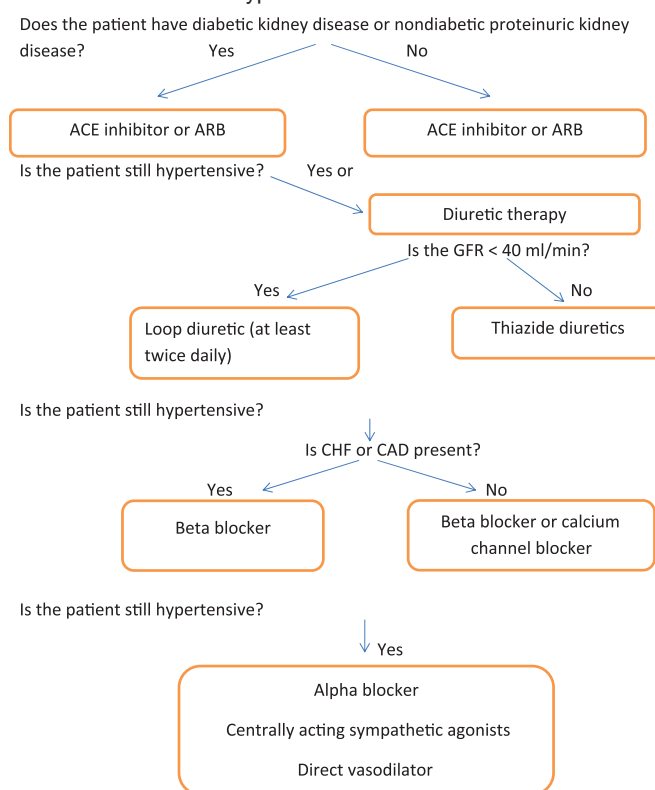 Does the patient have diabetic kidney disease or nondiabetic proteinuric kidney
disease? Yes No
ACE inhibitor or ARB ACE inhibitor or ARB
Is the patient still hypertensive? Yes or
Diuretic therapy
Is the GFR < 40 ml/min?
Yes No
Loop diuretic (at least
twice daily)
Thiazide diuretics
Is the patient still hypertensive?
Is CHF or CAD present?
Yes No
Beta blocker
Beta blocker or calcium
channel blocker
Is the patient still hypertensive?
Yes
Alpha blocker
Centrally acting sympathetic agonists
Direct vasodilator